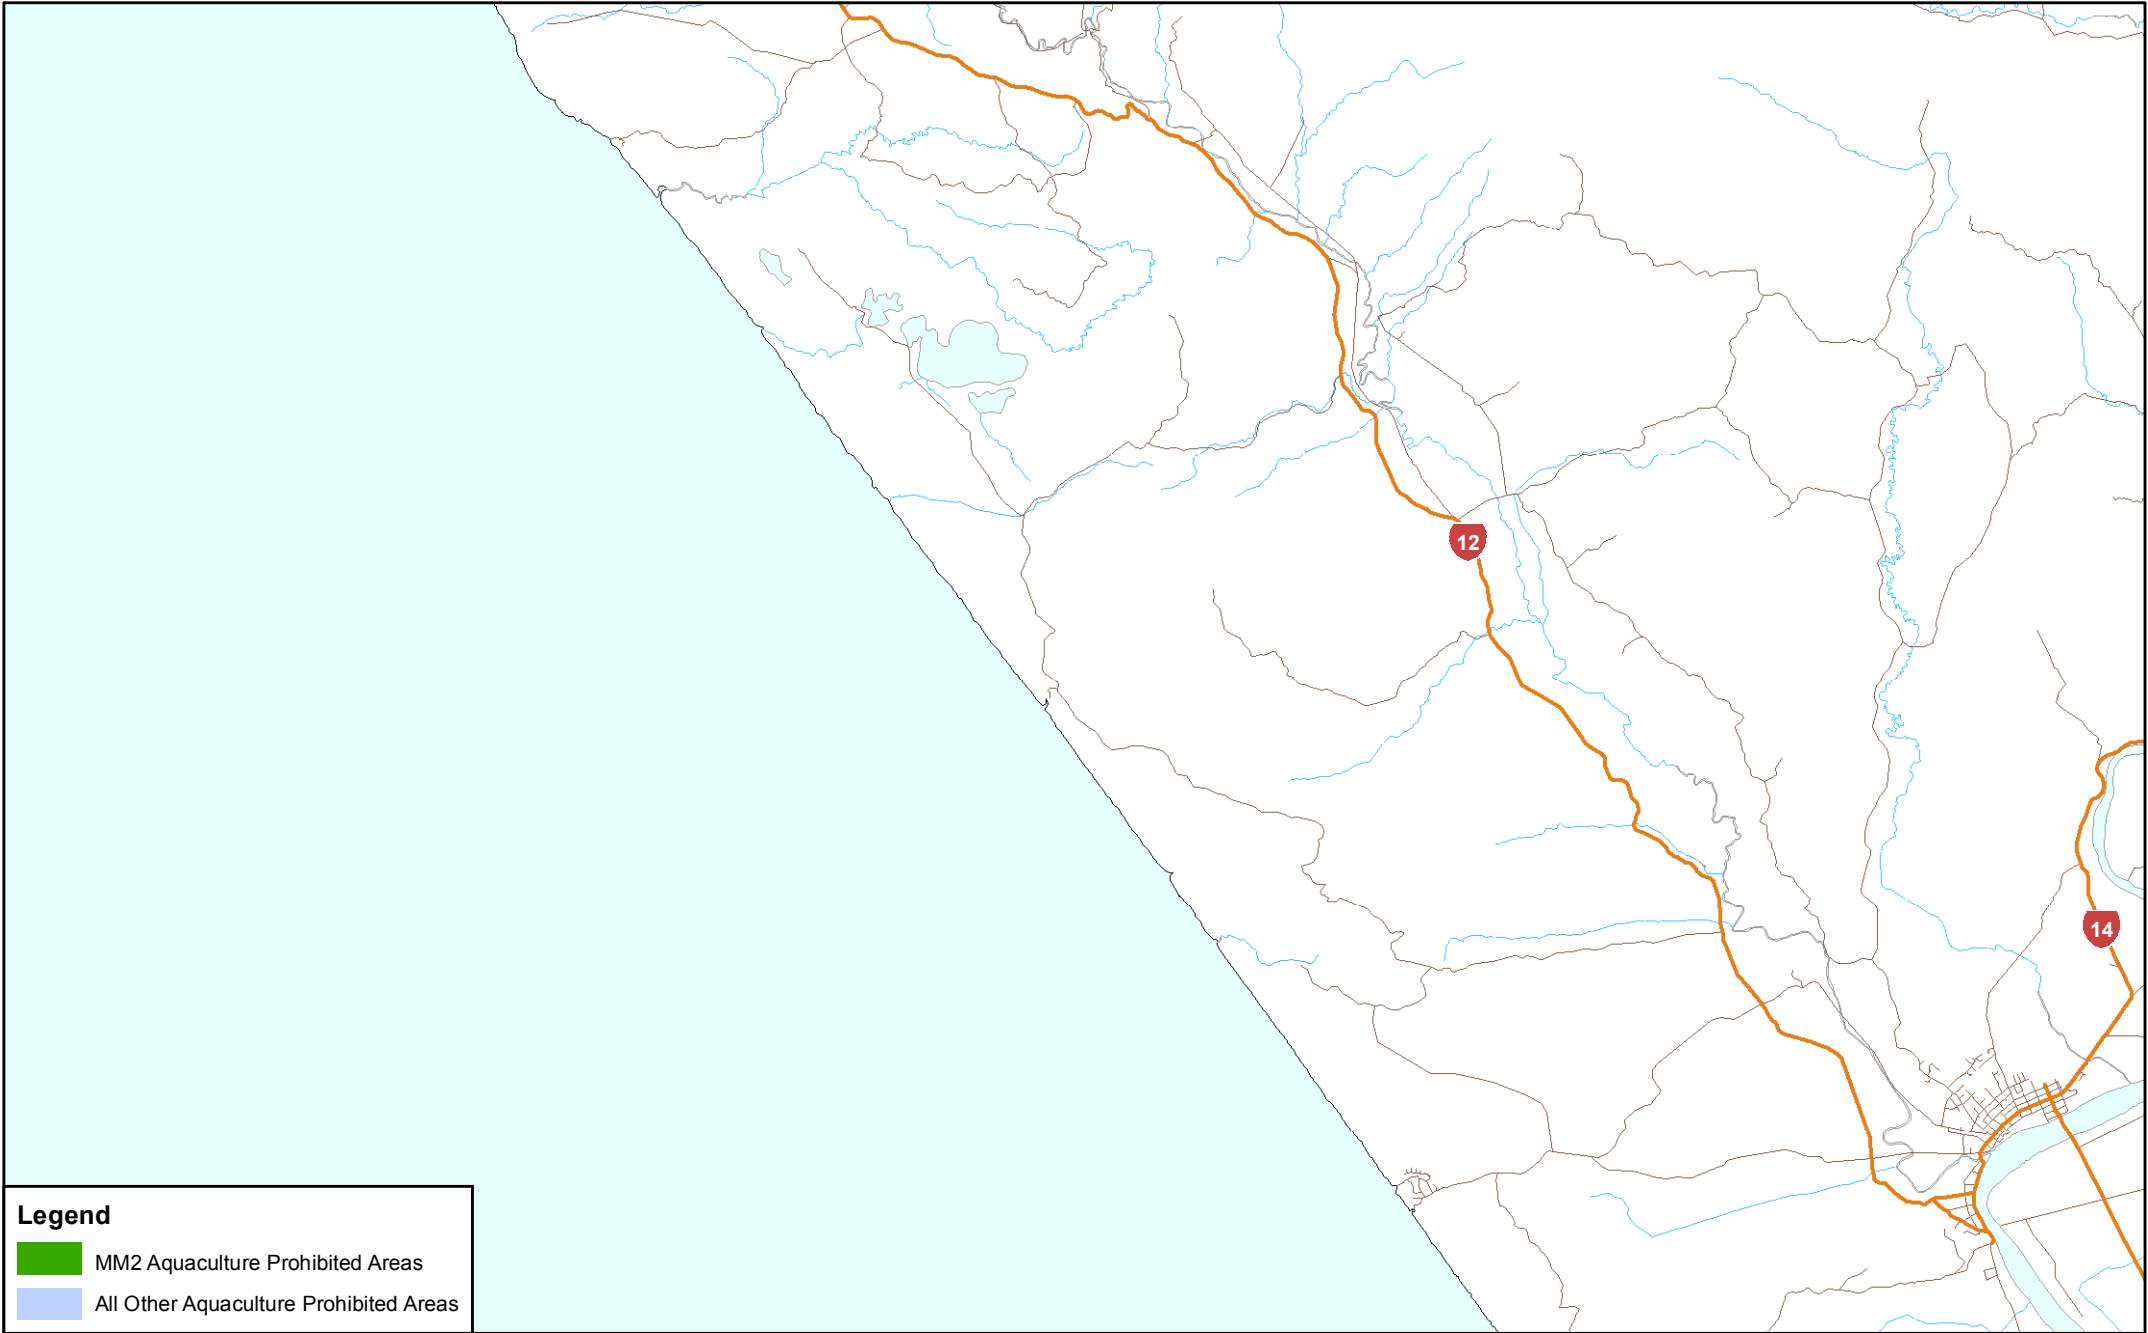 12
14
Legend
MM2 Aquaculture Prohibited Areas
All Other Aquaculture Prohibited Areas